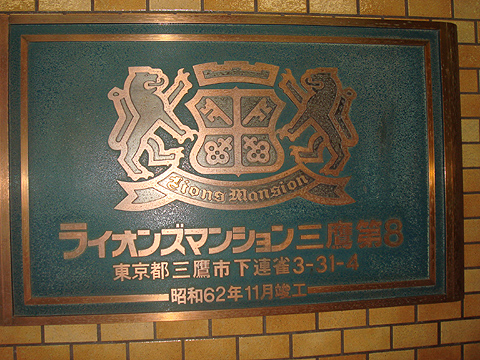 Lions Mansion
ライオンズマンション三鷹第8
東京都三鷹市下連雀3-31-4
昭和62年11月竣工